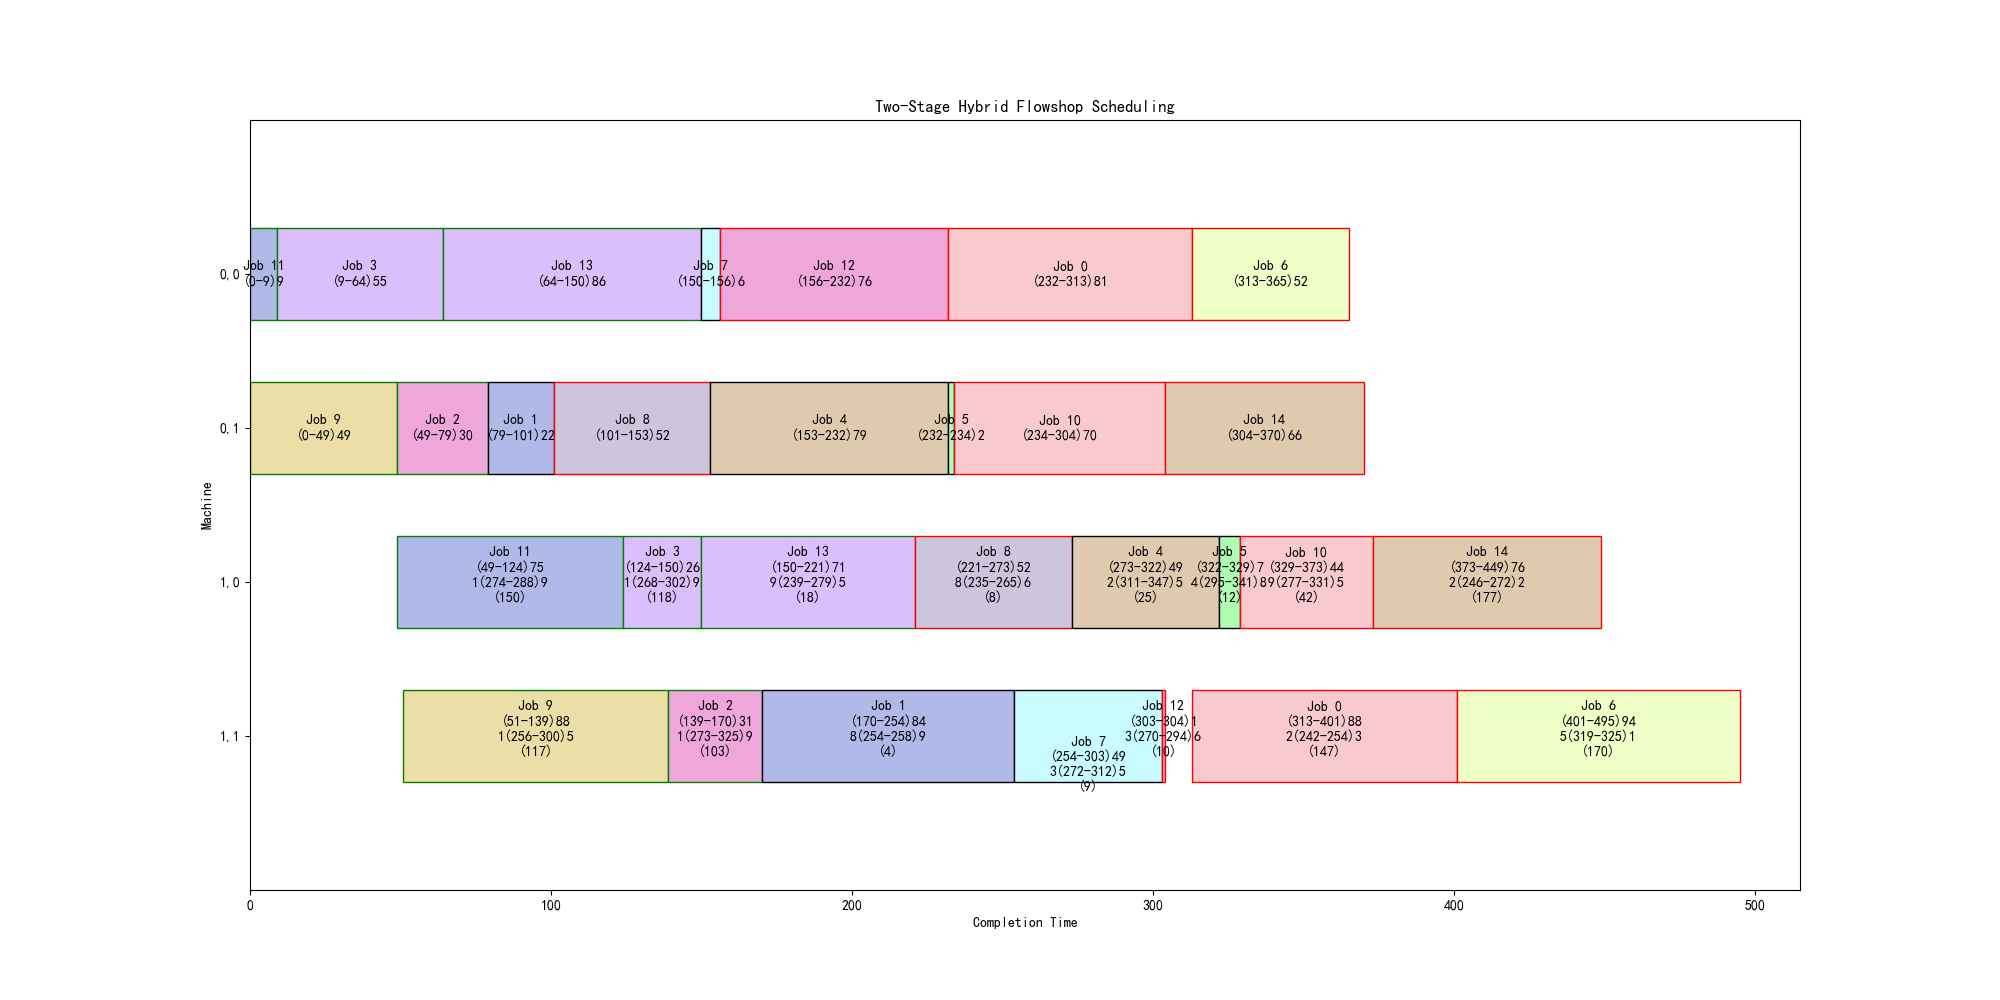 Two-Stage Hybrid Flowshop Scheduling
Machine
0,0
Job 11
(0-9)9
Job 3
(9-64)55
Job 13
(64-150)86
Job 7
(150-156)6
Job 12
(156-232)76
Job 0
(232-313)81
Job 6
(313-365)52
0,1
Job 9
(0-49)49
Job 2
(49-79)30
Job 1
(79-101)22
Job 8
(101-153)52
Job 4
(153-232)79
Job 5
(232-234)2
Job 10
(234-304)70
Job 14
(304-370)66
1,0
Job 11
(49-124)75
1(274-288)9
(150)
Job 3
(124-150)26
1(268-302)9
(118)
Job 13
(150-221)71
9(239-279)5
(18)
Job 8
(221-273)52
8(235-265)6
(8)
Job 4
(273-322)49
2(311-347)5
(25)
Job 5
(322-329)7
4(295-341)8
(12)
Job 10
(329-373)44
9(277-331)5
(42)
Job 14
(373-449)76
2(246-272)2
(177)
1,1
Job 9
(51-139)88
1(256-300)5
(117)
Job 2
(139-170)31
1(273-325)9
(103)
Job 1
(170-254)84
8(254-258)9
(4)
Job 7
(254-303)49
3(272-312)5
(9)
Job 12
(303-304)1
3(270-294)6
(10)
Job 0
(313-401)88
2(242-254)3
(147)
Job 6
(401-495)94
5(319-325)1
(170)
0 100 200 300 400 500
Completion Time